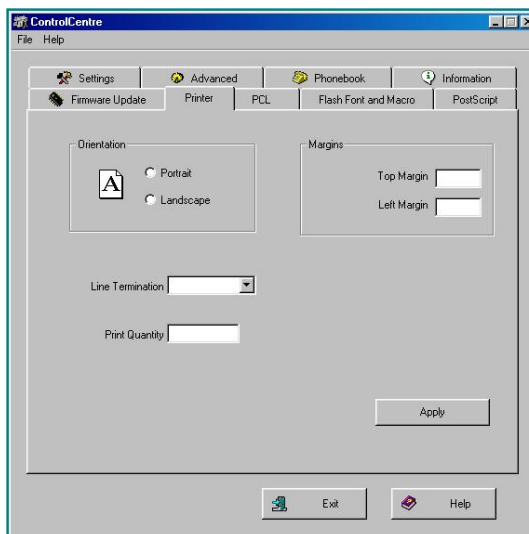 ControlCentre
File Help
Settings Advanced Phonebook Information
Firmware Update Printer PCL Flash Font and Macro PostScript
Orientation
A
Portrait
Landscape
Margins
Top Margin
Left Margin
Line Termination
Print Quantity
Apply
Exit Help